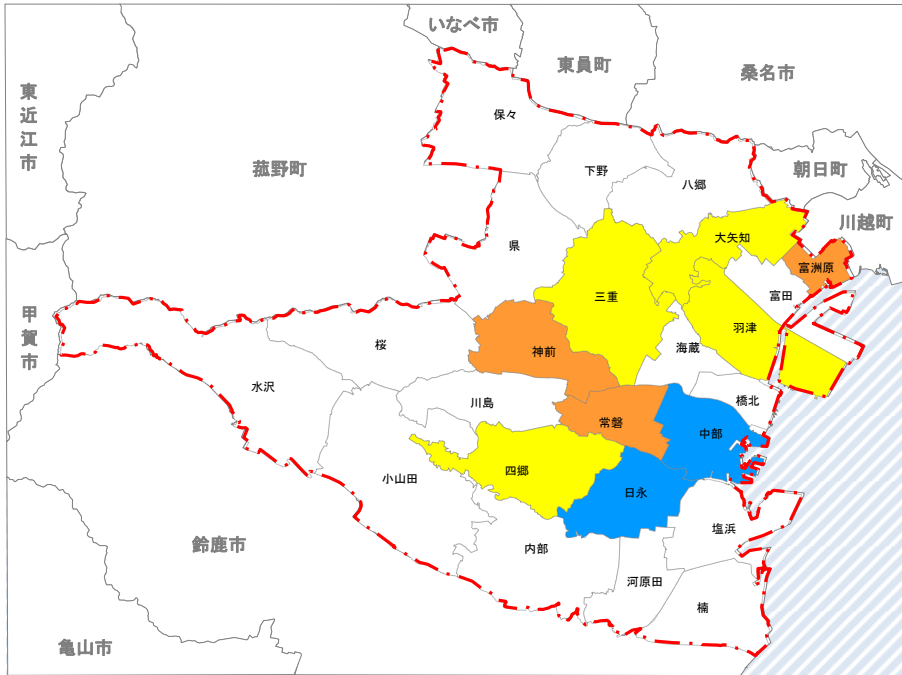 いなべ市
東員町
桑名市
東近江市
保々
菰野町
下野
八郷
朝日町
川越町
大矢知
県
富洲原
三重
富田
羽津
甲賀市
桜
神前
海蔵
水沢
川島
橋北
常磐
中部
小山田
四郷
日永
塩浜
鈴鹿市
内部
河原田
楠
亀山市